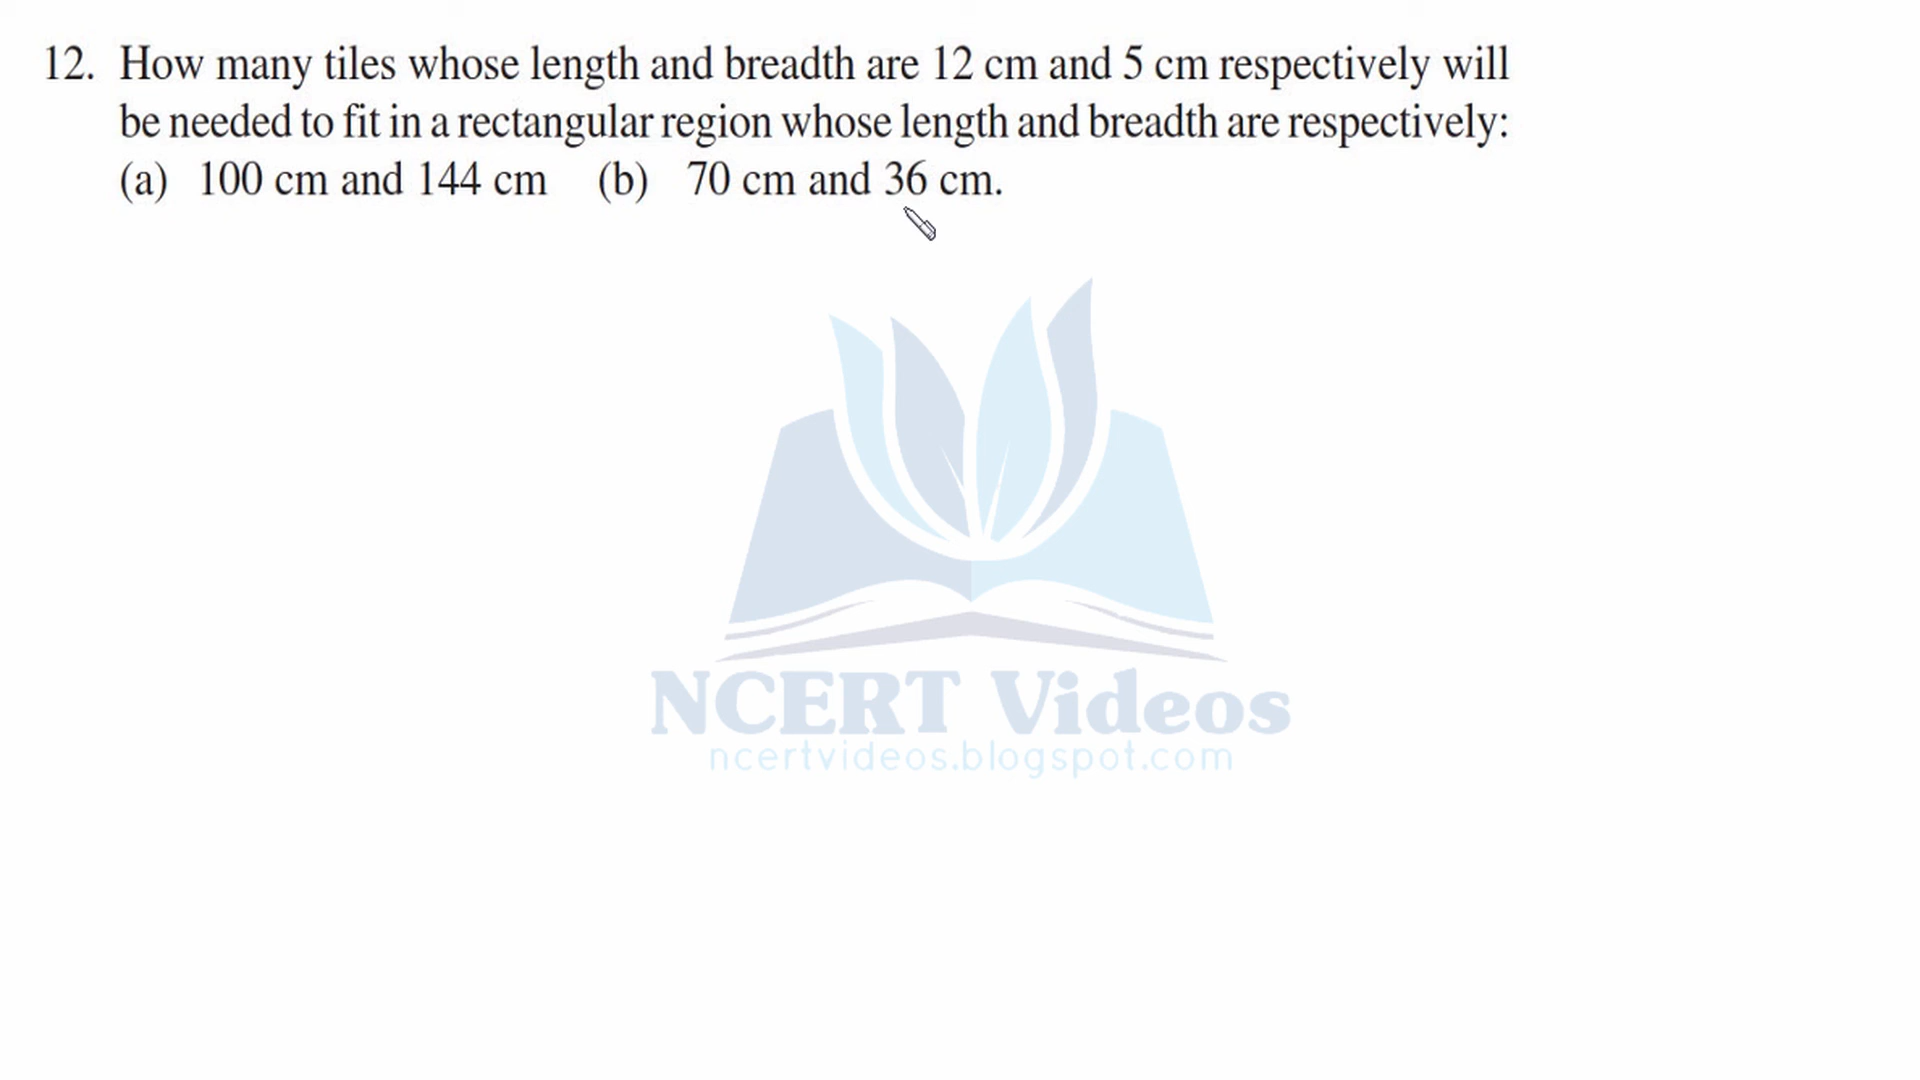 12. How many tiles whose length and breadth are 12 cm and 5 cm respectively will
be needed to fit in a rectangular region whose length and breadth are respectively:
(a) 100 cm and 144 cm (b) 70 cm and 36 cm.
NCERT Videos
ncertvideos.blogspot.com